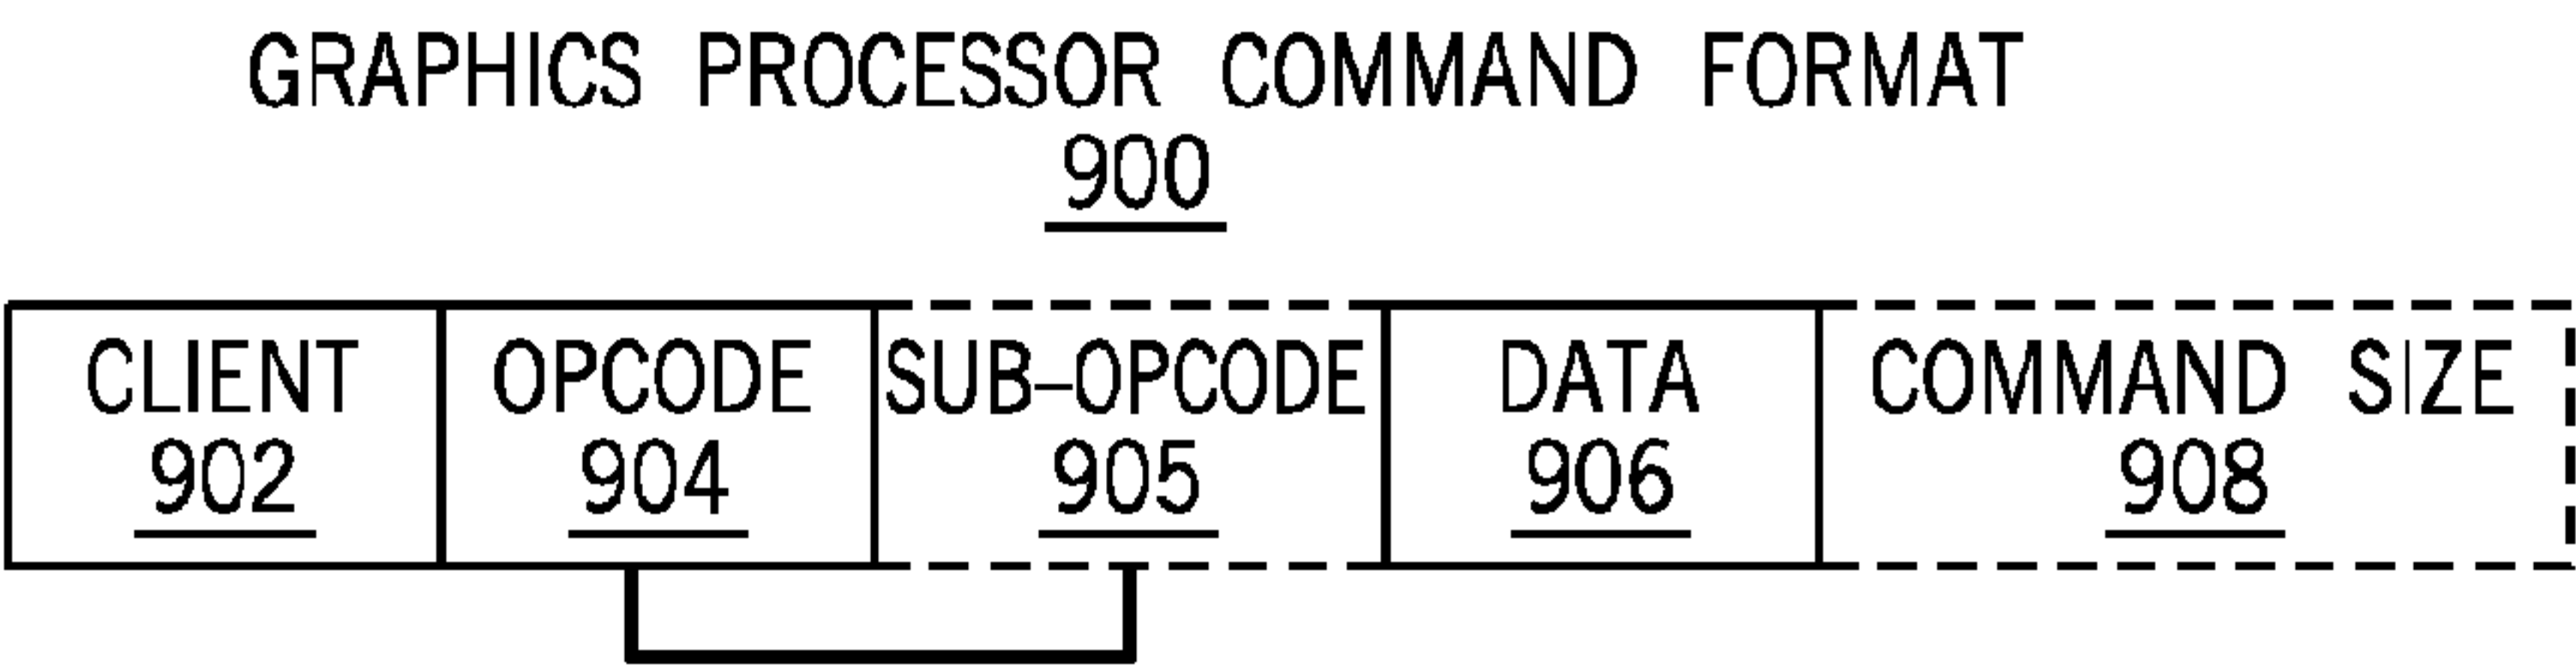 GRAPHICS PROCESSOR COMMAND FORMAT
900
CLIENT OPCODE SUB-OPCODE DATA COMMAND SIZE
902 904 905 906 908